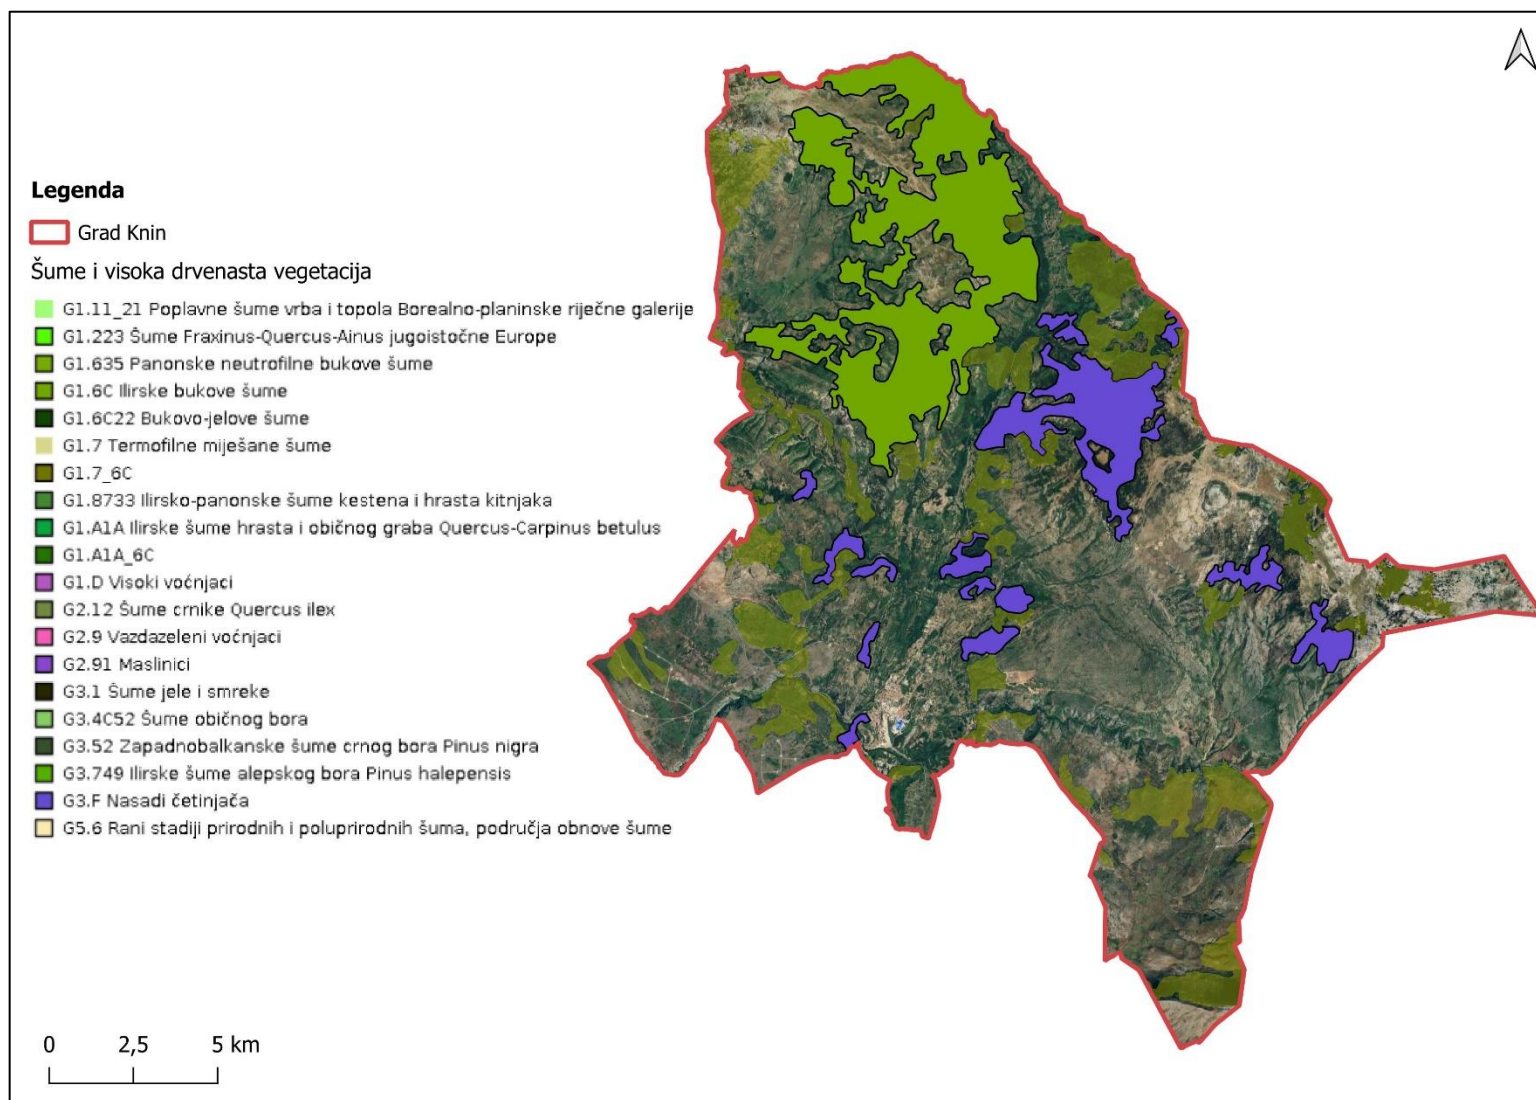 Legenda
Grad Knin
Šume i visoka drvenasta vegetacija
G1.11_21 Poplavne šume vrba i topola Borealno-planinske riječne galerije
G1.223 Šume Fraxinus-Quercus-Ainus jugoistočne Europe
G1.635 Panonske neutrofilne bukove šume
G1.6C Ilirske bukove šume
G1.6C22 Bukovo-jelove šume
G1.7 Termofilne miješane šume
G1.7_6C
G1.8733 Ilirsko-panonske šume kestena i hrasta kitnjaka
G1.A1A Ilirske šume hrasta i običnog graba Quercus-Carpinus betulus
G1.A1A_6C
G1.D Visoki voćnjaci
G2.12 Šume crnike Quercus ilex
G2.9 Vazdazeleni voćnjaci
G2.91 Maslinici
G3.1 Šume jele i smreke
G3.4C52 Šume običnog bora
G3.52 Zapadnobalkanske šume crnog bora Pinus nigra
G3.749 Ilirske šume alepskog bora Pinus halepensis
G3.F Nasadi četinjača
G5.6 Rani stadiji prirodnih i poluprirodnih šuma, područja obnove šume
0 2,5 5 km